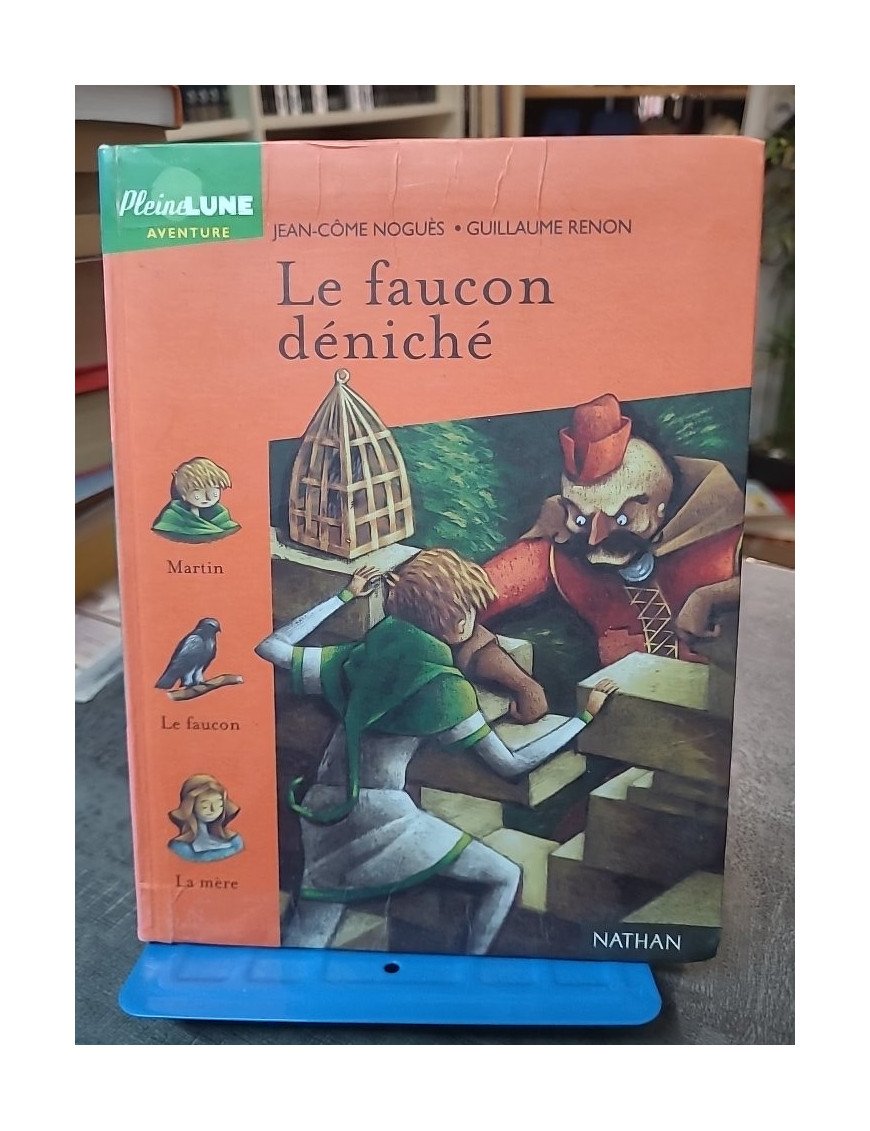 PleineLUNE
AVENTURE
JEAN-CÔME NOGUÈS • GUILLAUME RENON
Le faucon
déniché
Martin
Le faucon
La mère
NATHAN